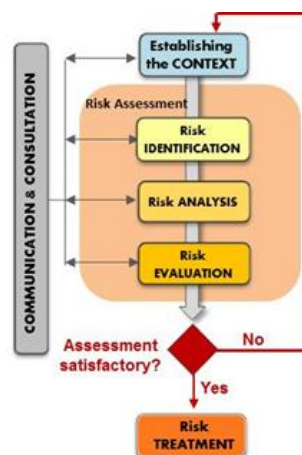 COMMUNICATION & CONSULTATION
Establishing
the CONTEXT
Risk Assessment
Risk
IDENTIFICATION
Risk ANALYSIS
Risk
EVALUATION
Assessment
satisfactory?
No
Yes
Risk
TREATMENT